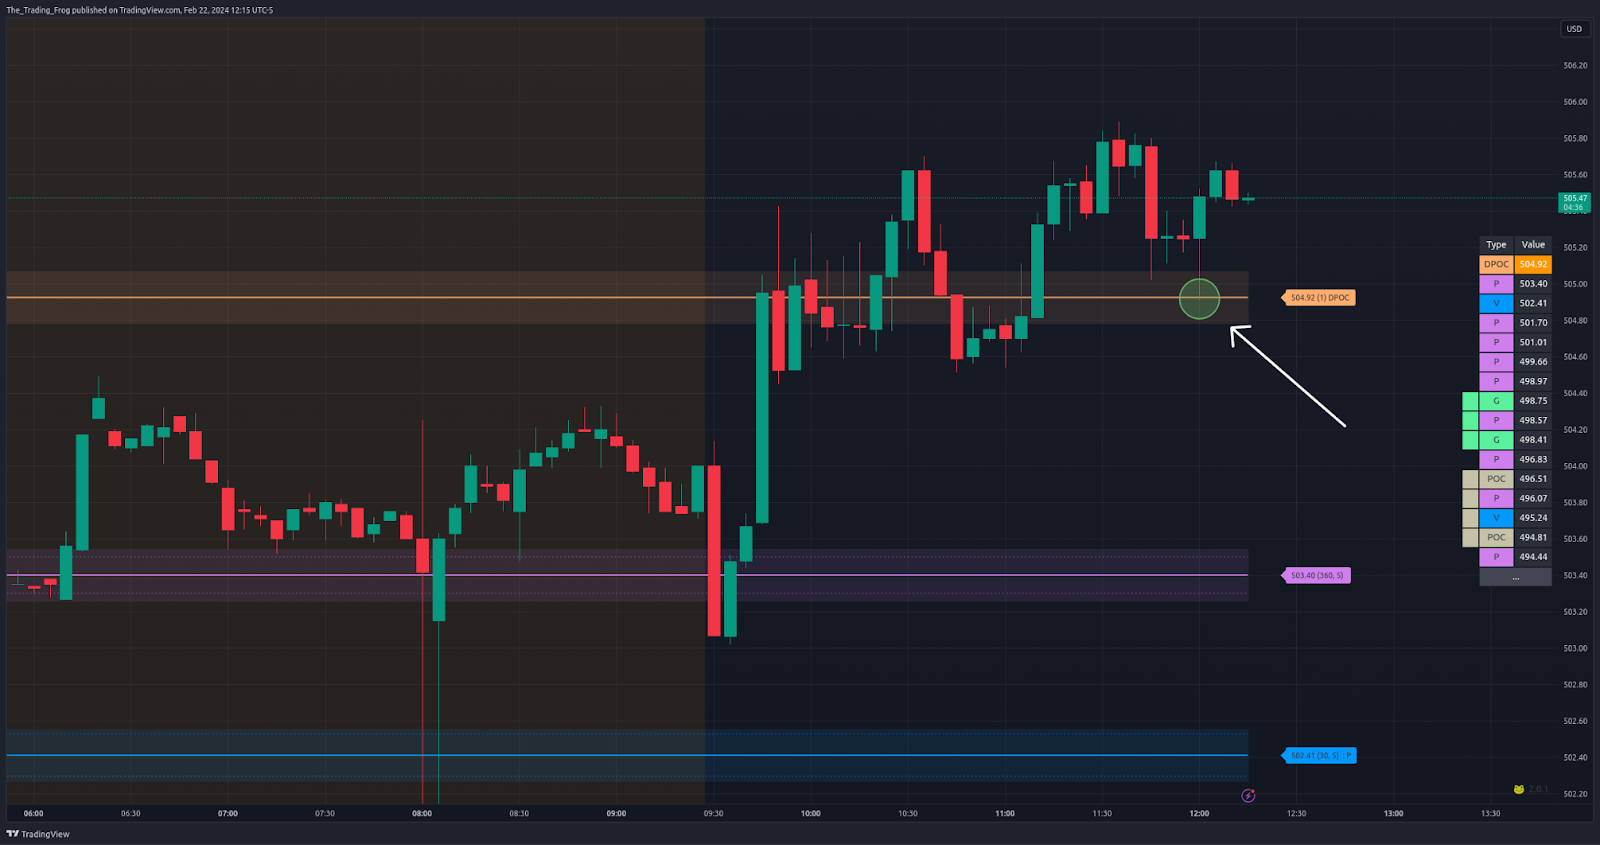 The_Trading_Frog published on TradingView.com, Feb 22, 2024 12:15 UTC-5
USD
506.20
506.00
505.80
505.60
505.47
04:36
505.20
505.00
504.80
504.60
504.40
504.20
504.00
503.80
503.60
503.40
503.20
503.00
502.80
502.60
502.40
502.20
Type Value
DPOC 504.92
P 503.40
V 502.41
P 501.70
P 501.01
P 499.66
P 498.97
G 498.75
P 498.57
G 498.41
P 496.83
POC 496.51
P 496.07
V 495.24
POC 494.81
P 494.44
...
504.92 (1) DPOC
503.40 (360, 5)
502.41 (30, 5) : P
2.0.1
06:00 06:30 07:00 07:30 08:00 08:30 09:00 09:30 10:00 10:30 11:00 11:30 12:00 12:30 13:00 13:30
TradingView